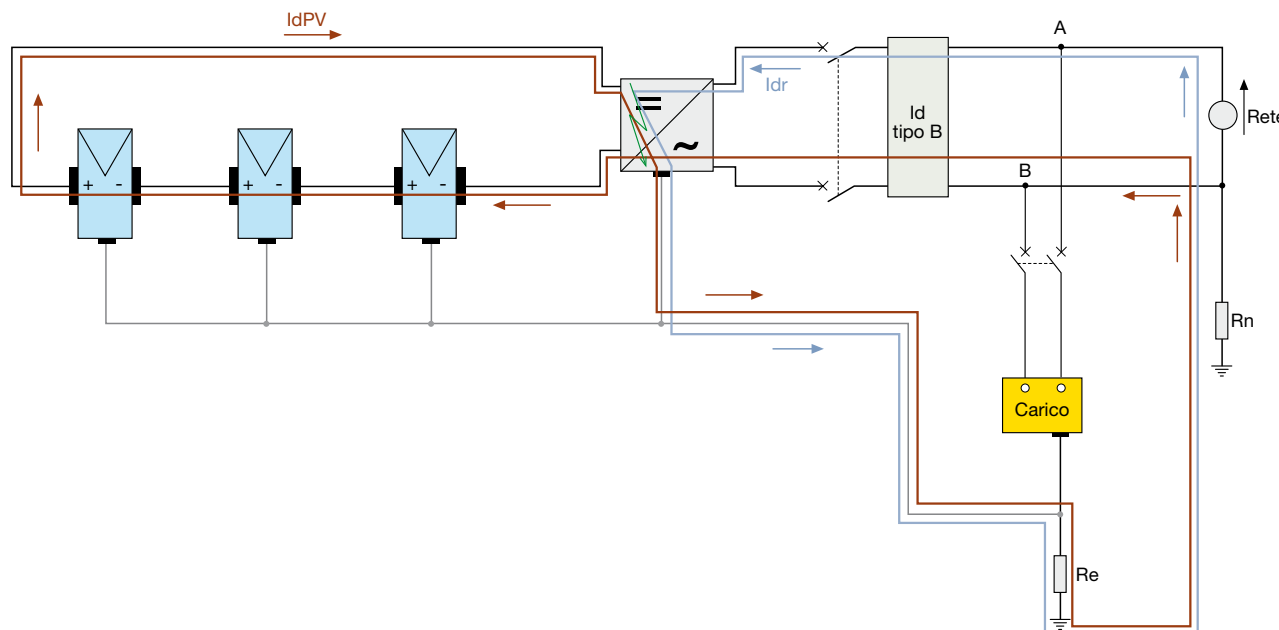 IdPV
A
Idr
Id
tipo B
Rete
+ -
+ -
+ -
B
Rn
Carico
Re